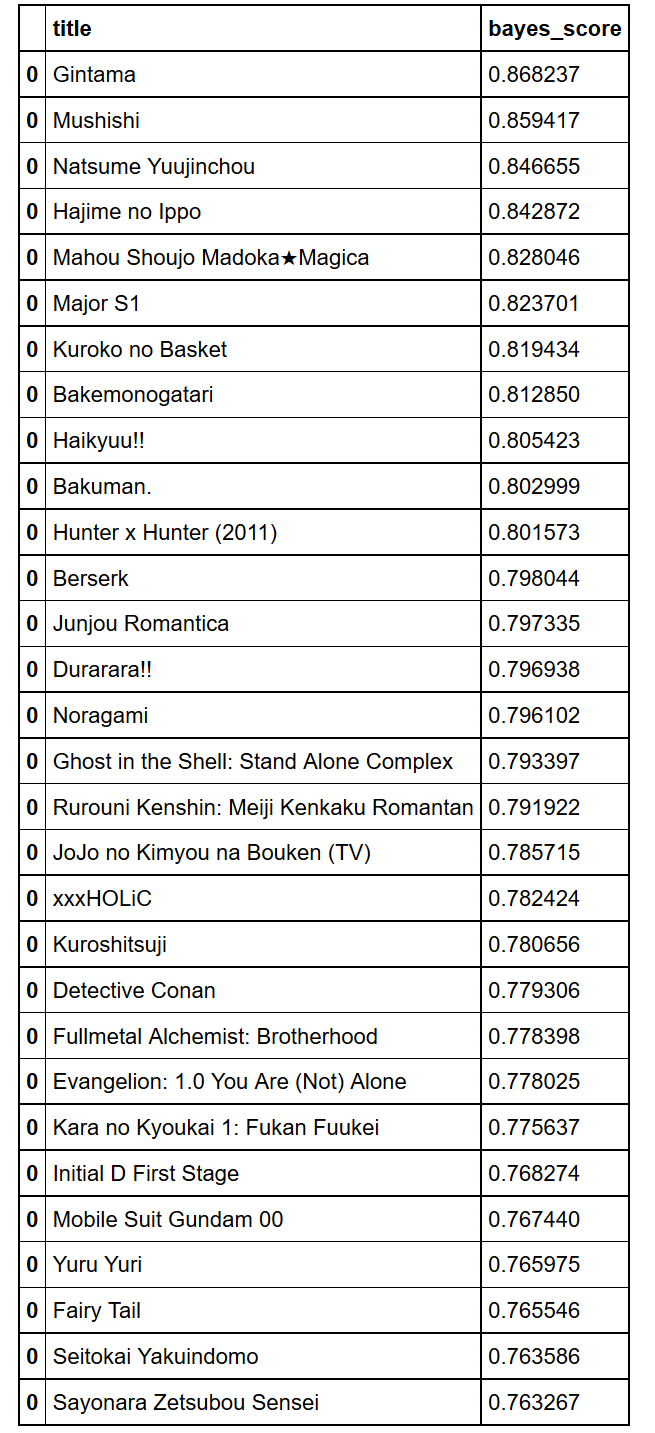 title bayes_score
0 Gintama 0.868237
0 Mushishi 0.859417
0 Natsume Yuujinchou 0.846655
0 Hajime no Ippo 0.842872
0 Mahou Shoujo Madoka★Magica 0.828046
0 Major S1 0.823701
0 Kuroko no Basket 0.819434
0 Bakemonogatari 0.812850
0 Haikyuu!! 0.805423
0 Bakuman. 0.802999
0 Hunter x Hunter (2011) 0.801573
0 Berserk 0.798044
0 Junjou Romantica 0.797335
0 Durarara!! 0.796938
0 Noragami 0.796102
0 Ghost in the Shell: Stand Alone Complex 0.793397
0 Rurouni Kenshin: Meiji Kenkaku Romantan 0.791922
0 JoJo no Kimyou na Bouken (TV) 0.785715
0 xxxHOLiC 0.782424
0 Kuroshitsuji 0.780656
0 Detective Conan 0.779306
0 Fullmetal Alchemist: Brotherhood 0.778398
0 Evangelion: 1.0 You Are (Not) Alone 0.778025
0 Kara no Kyoukai 1: Fukan Fuukei 0.775637
0 Initial D First Stage 0.768274
0 Mobile Suit Gundam 00 0.767440
0 Yuru Yuri 0.765975
0 Fairy Tail 0.765546
0 Seitokai Yakuindomo 0.763586
0 Sayonara Zetsubou Sensei 0.763267